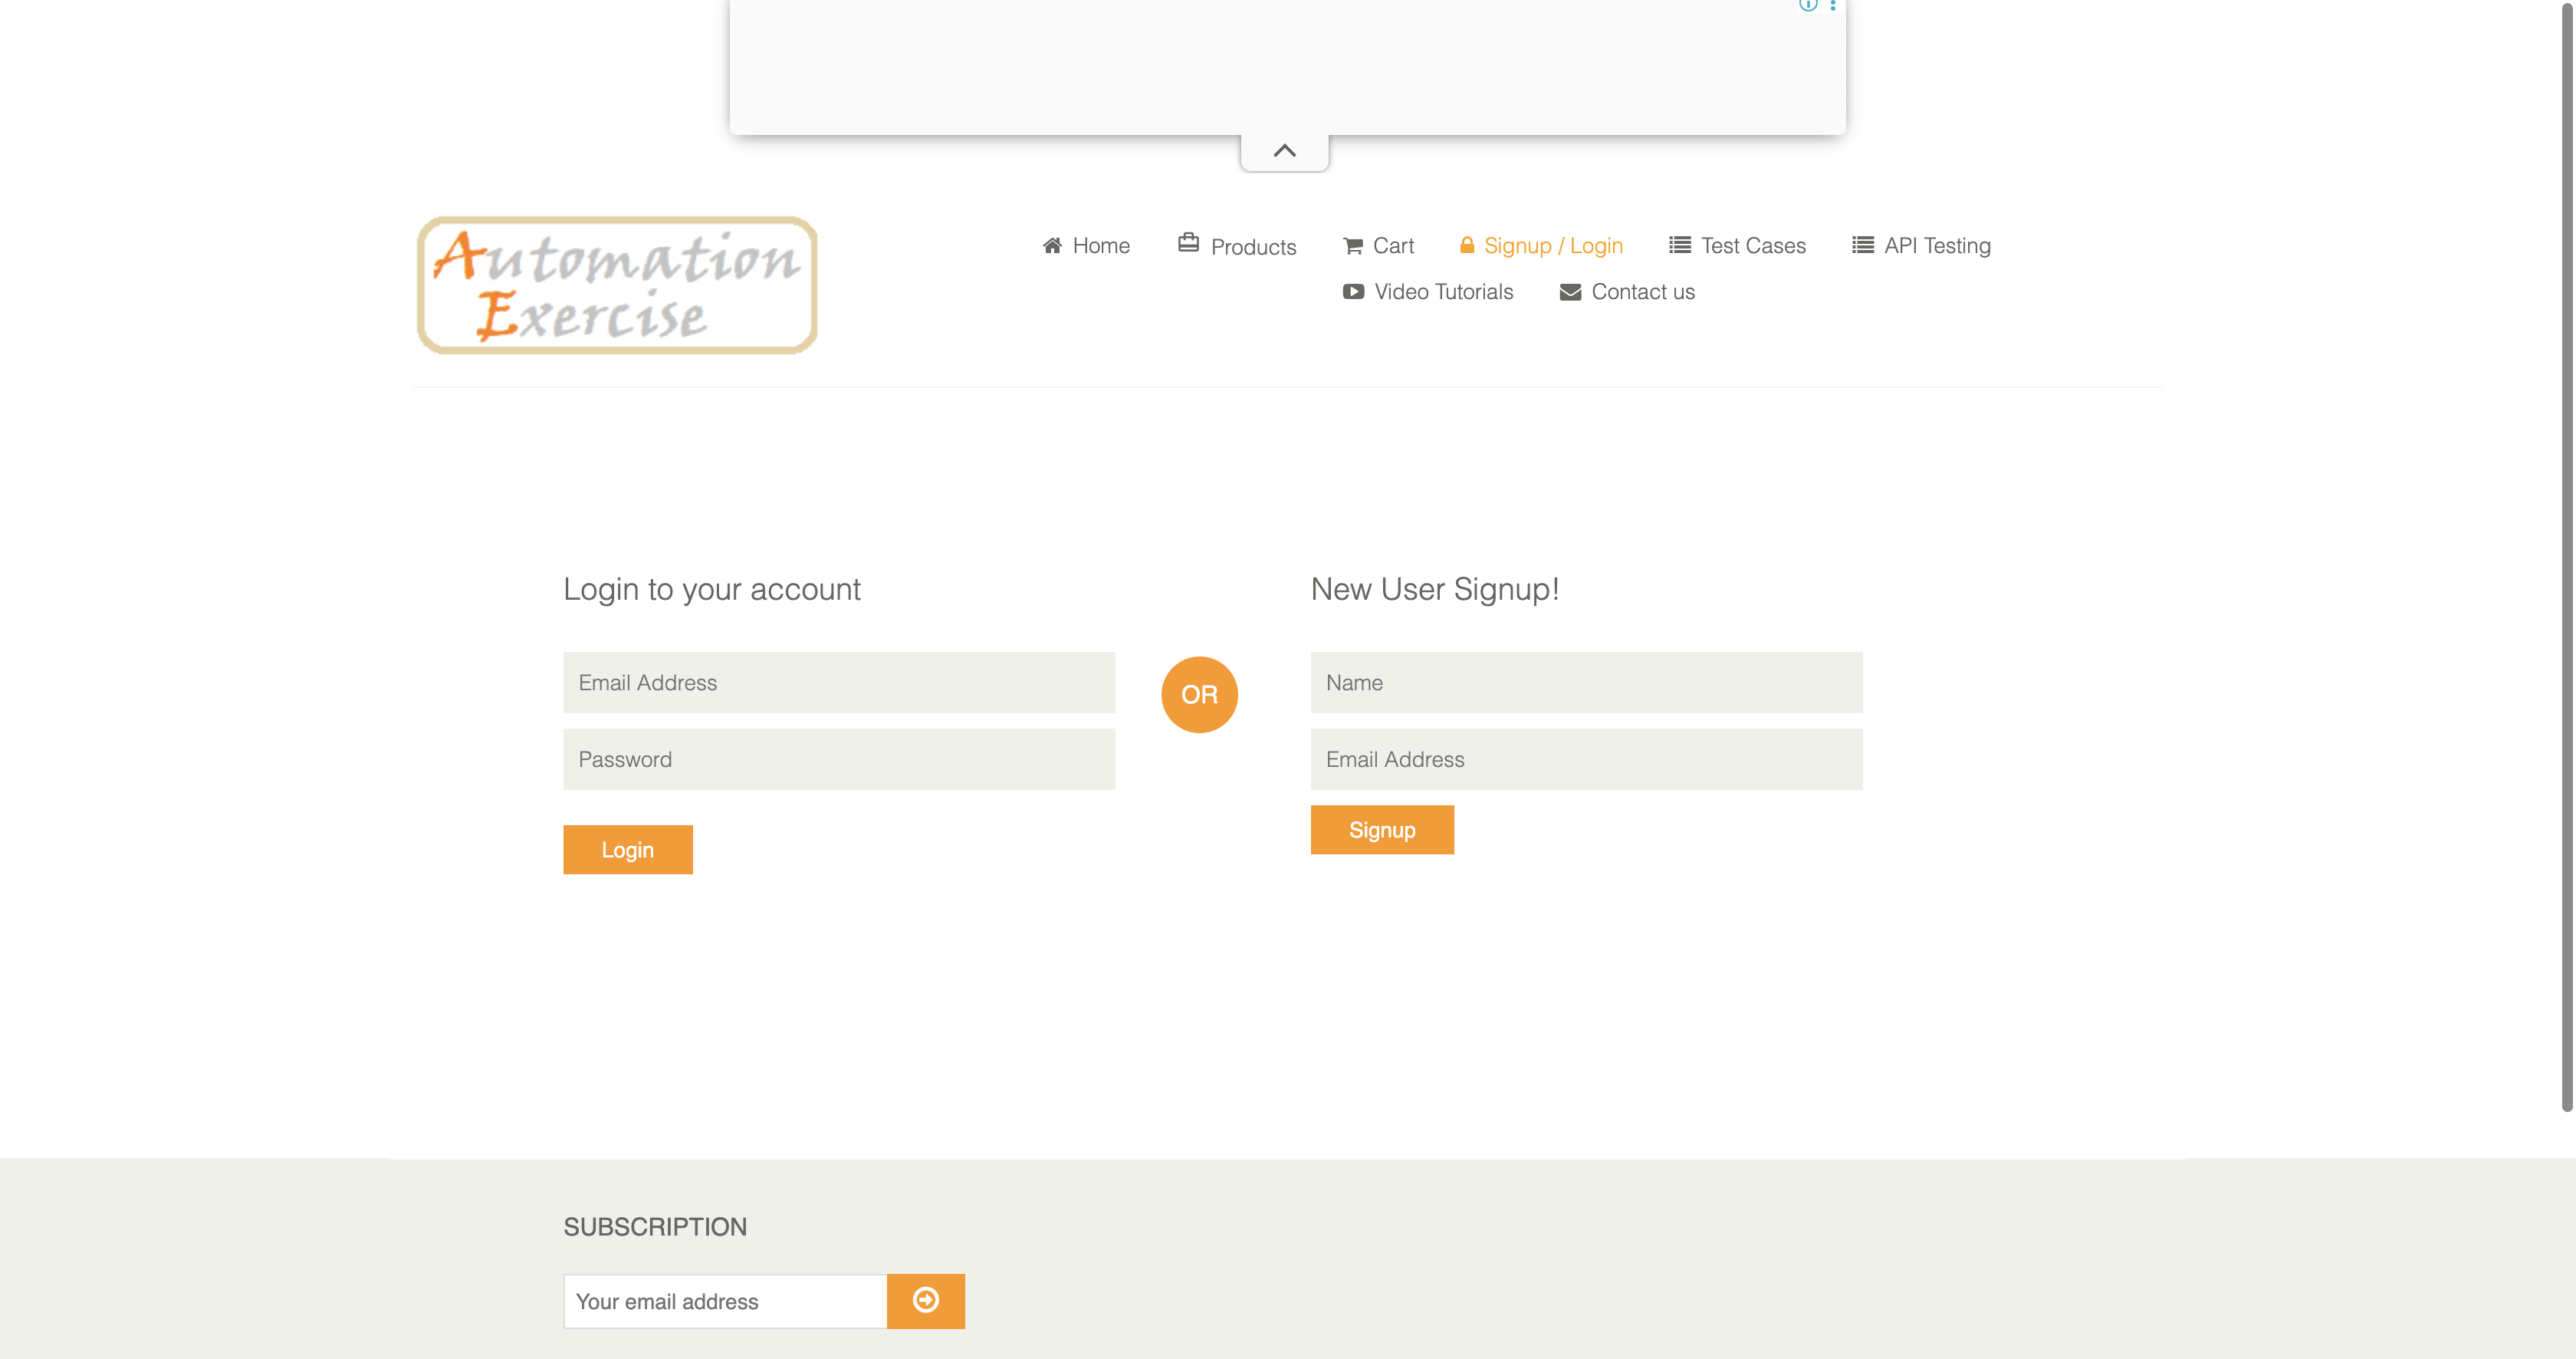 Automation
Exercise
Home Products Cart Signup / Login Test Cases API Testing
Video Tutorials Contact us
Login to your account
Email Address
Password
Login
OR
New User Signup!
Name
Email Address
Signup
SUBSCRIPTION
Your email address